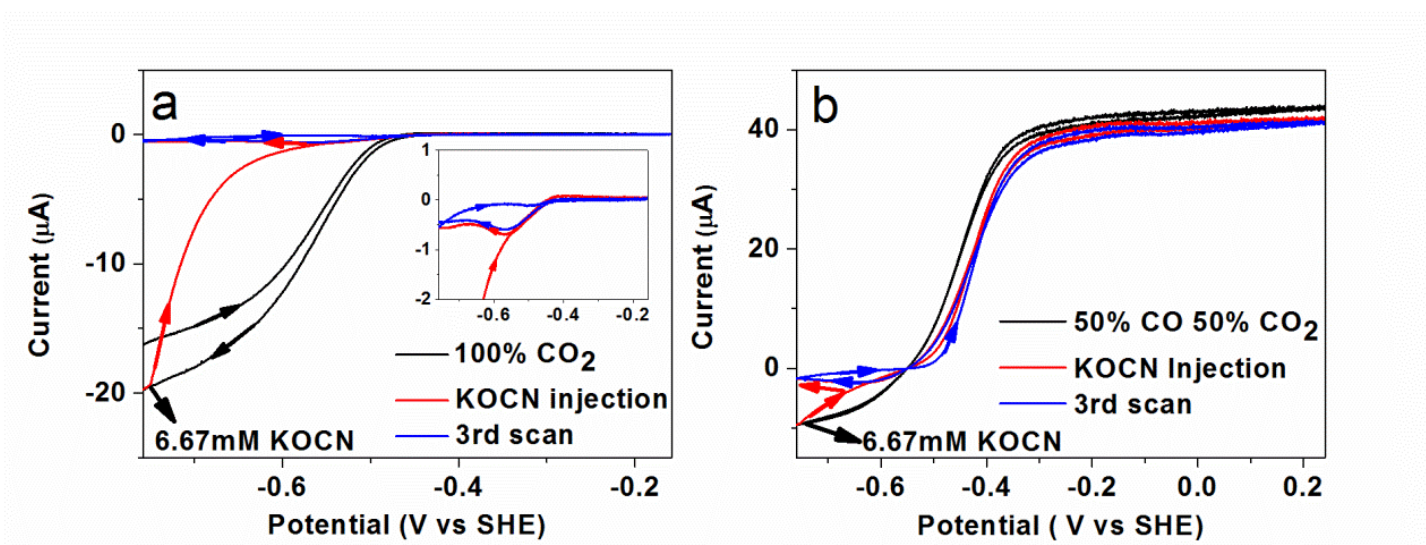 a
Current (µA)
0
-10
-20
1
0
-1
-2
-0.6
-0.4
-0.2
100% CO₂
KOCN injection
3rd scan
6.67mM KOCN
-0.6
-0.4
-0.2
Potential (V vs SHE)
b
Current (µA)
40
20
0
50% CO 50% CO₂
KOCN Injection
3rd scan
6.67mM KOCN
-0.6
-0.4
-0.2
0.0
0.2
Potential ( V vs SHE)